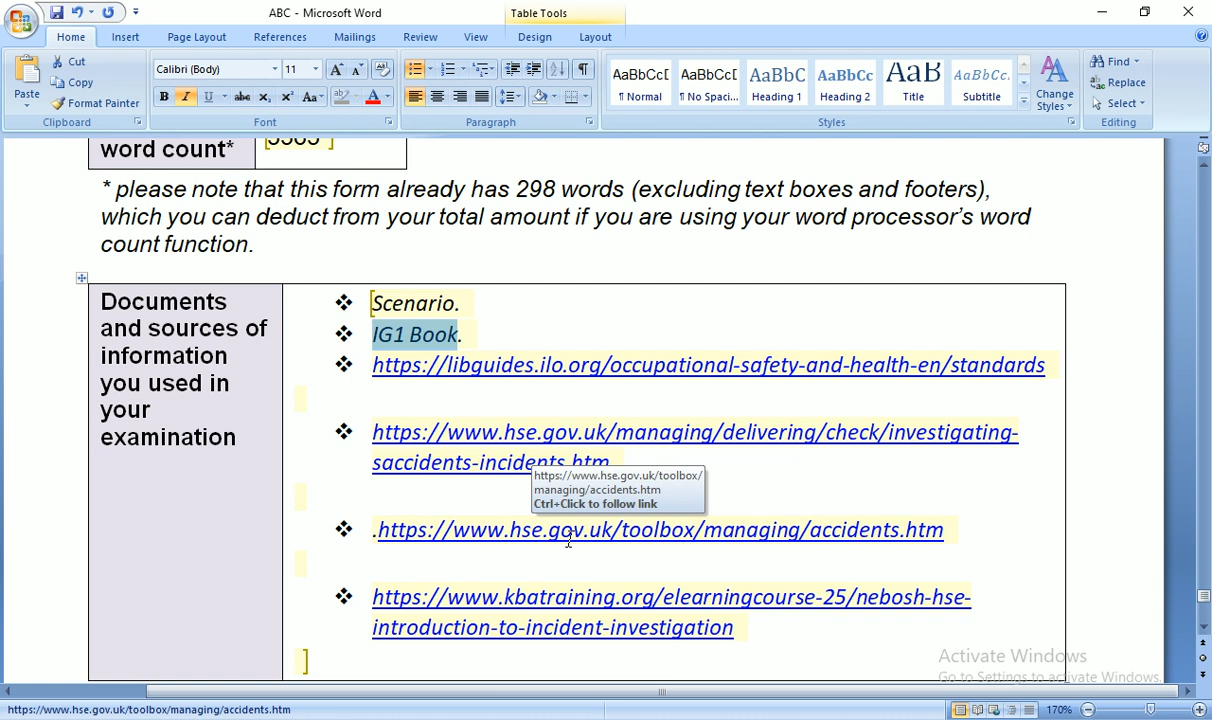 ABC - Microsoft Word
Table Tools
Home Insert Page Layout References Mailings Review View Design Layout
Paste
Cut
Copy
Format Painter
Clipboard
Calibri (Body) 11
B I U abc X₂ X² Aa
Font
Paragraph
AaBbCcI AaBbCcI AaBbC AaBbCc AaB AaBbCc.
¶ Normal ¶ No Spaci... Heading 1 Heading 2 Title Subtitle
Change
Styles
Styles
Find
Replace
Select
Editing
word count*
* please note that this form already has 298 words (excluding text boxes and footers),
which you can deduct from your total amount if you are using your word processor's word
count function.
Documents
and sources of
information
you used in
your
examination
❖ Scenario.
❖ IG1 Book.
❖ https://libguides.ilo.org/occupational-safety-and-health-en/standards
❖ https://www.hse.gov.uk/managing/delivering/check/investigating-
saccidents-incidents.htm
https://www.hse.gov.uk/toolbox/
managing/accidents.htm
Ctrl+Click to follow link
❖ .https://www.hse.gov.uk/toolbox/managing/accidents.htm
❖ https://www.kbatraining.org/elearningcourse-25/nebosh-hse-
introduction-to-incident-investigation
]
Activate Windows
Go to Settings to activate Windows.
https://www.hse.gov.uk/toolbox/managing/accidents.htm
170%